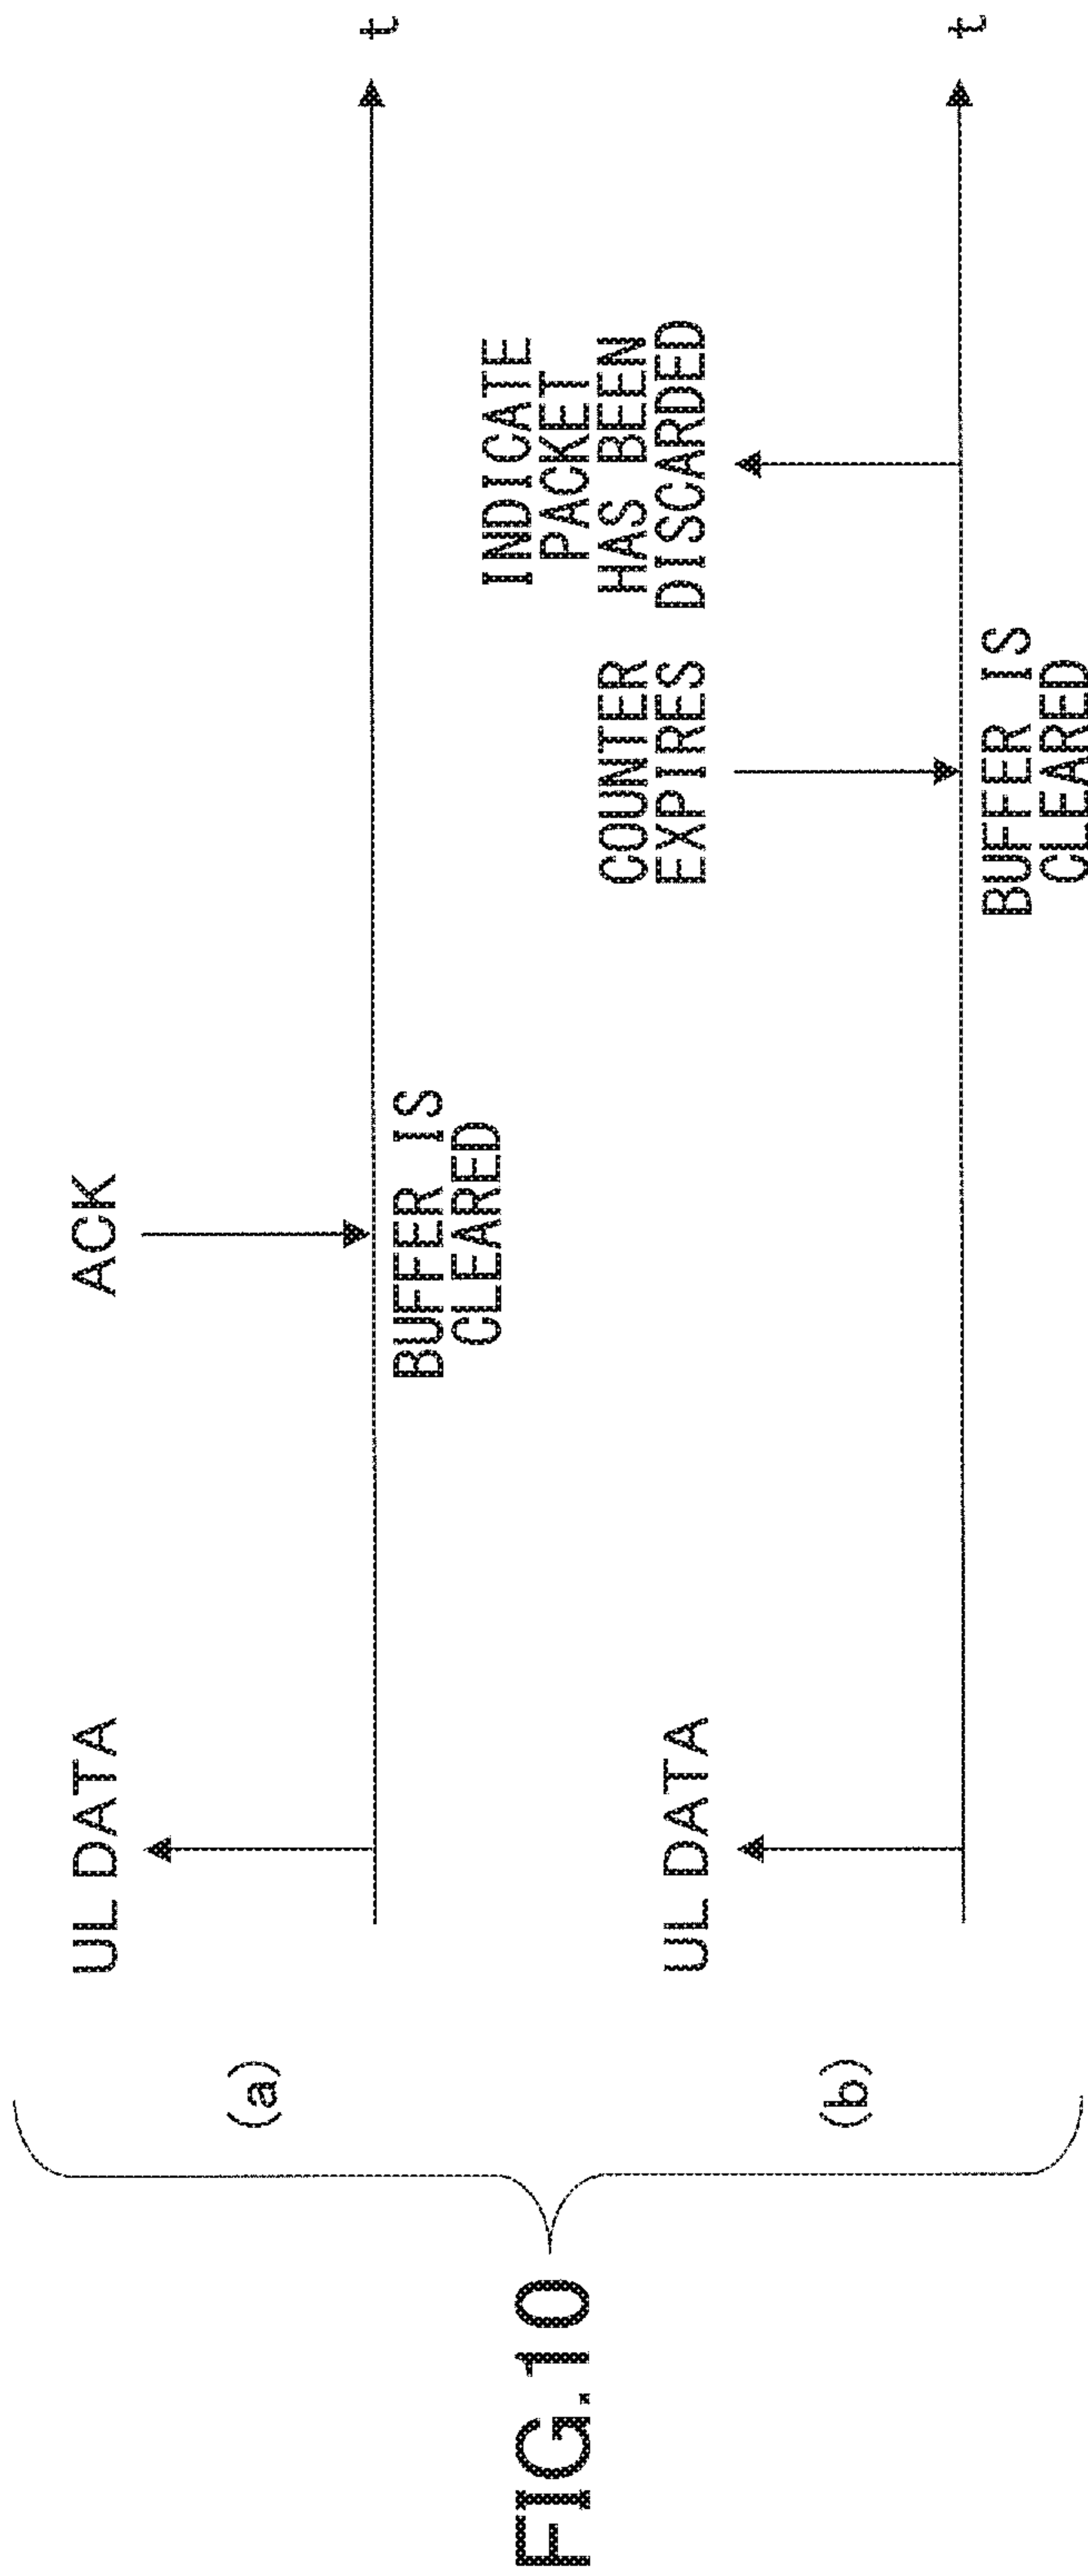 FIG.10
(a)
UL DATA
ACK
BUFFER IS
CLEARED
t
(b)
UL DATA
COUNTER
EXPIRES
INDICATE
PACKET
HAS BEEN
DISCARDED
BUFFER IS
CLEARED
t